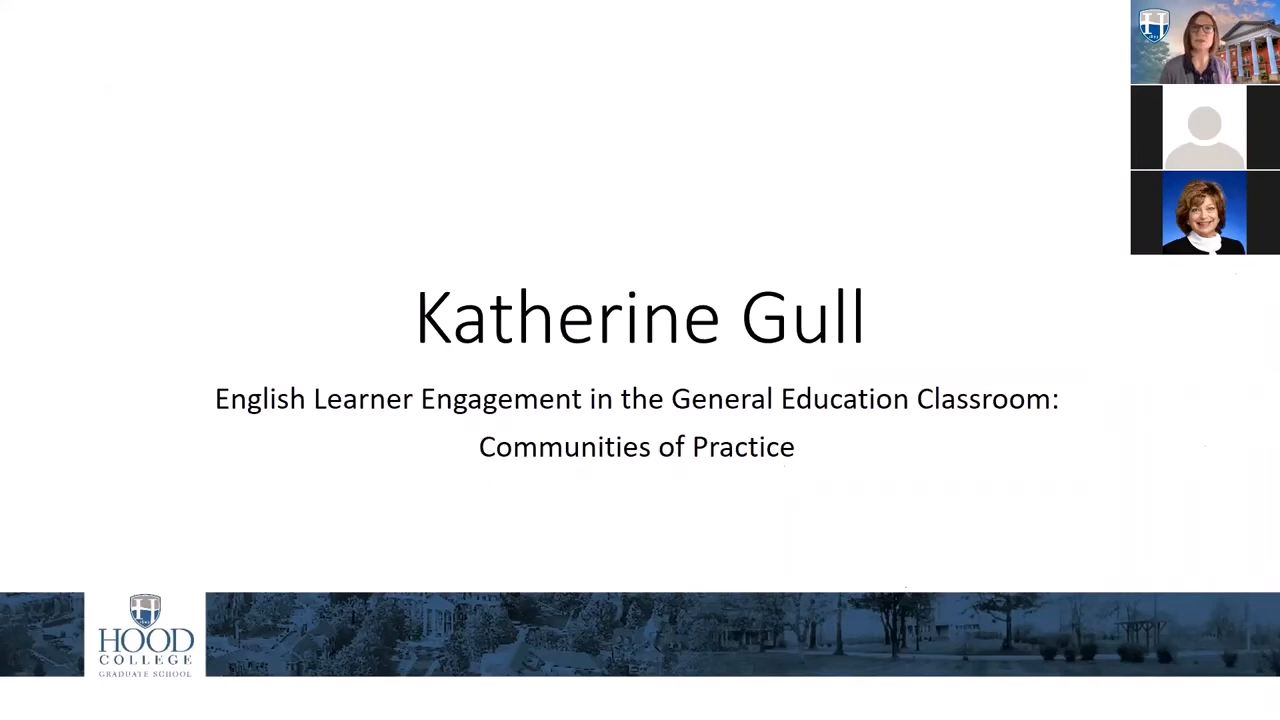 Katherine Gull
English Learner Engagement in the General Education Classroom:
Communities of Practice
HOOD
COLLEGE
GRADUATE SCHOOL